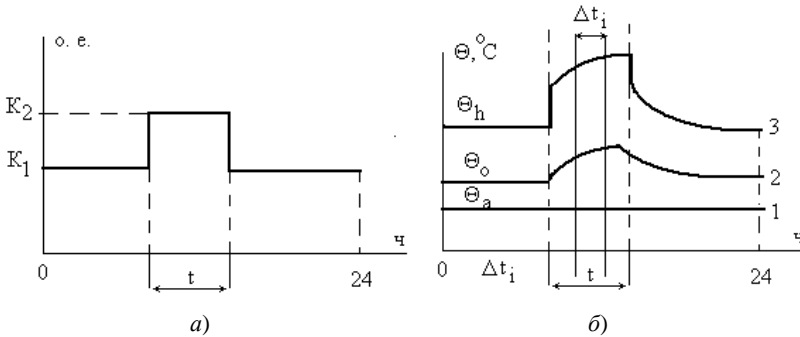 о. е.
K2
K1
0
t
24
ч
а)
Δti
Θ,°C
Θh
Θo
Θa
3
2
1
ч
0
Δti
t
24
б)